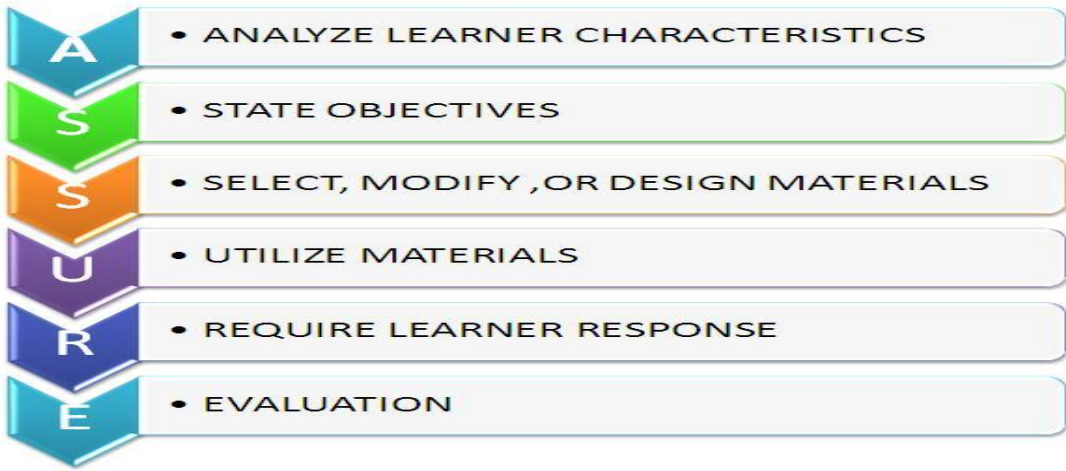 A • ANALYZE LEARNER CHARACTERISTICS
S • STATE OBJECTIVES
S • SELECT, MODIFY ,OR DESIGN MATERIALS
U • UTILIZE MATERIALS
R • REQUIRE LEARNER RESPONSE
E • EVALUATION